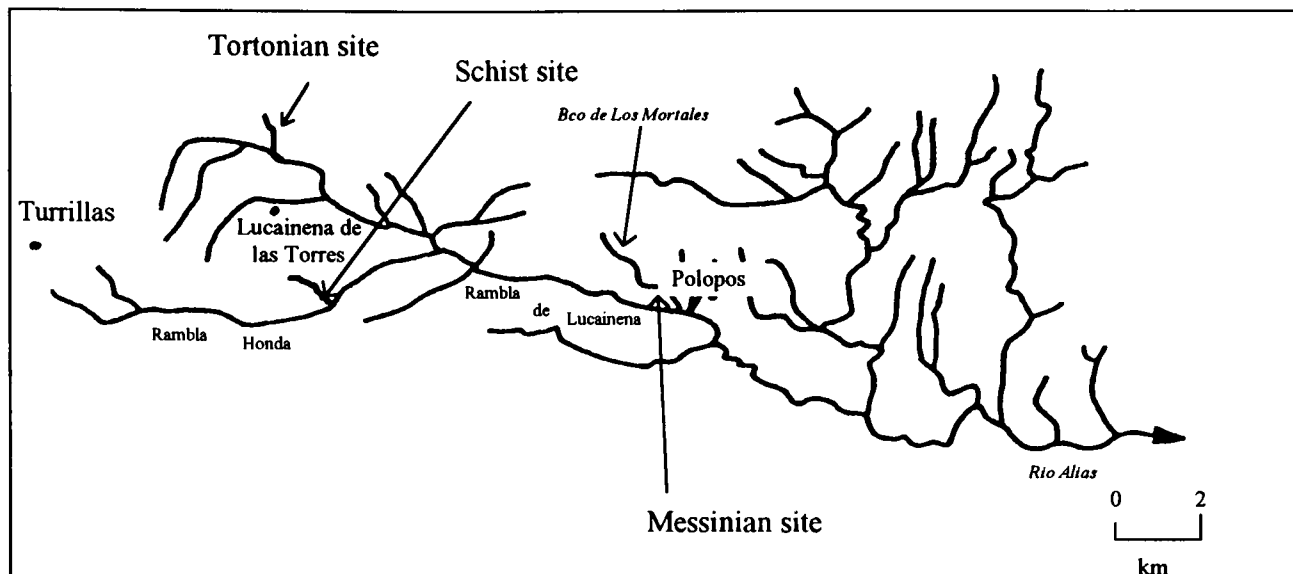 Tortonian site
Schist site
Bco de Los Mortales
Turrillas
Lucainena de
las Torres
Polopos
Rambla
de
Lucainena
Rambla
Honda
Messinian site
Rio Alias
0
2
km